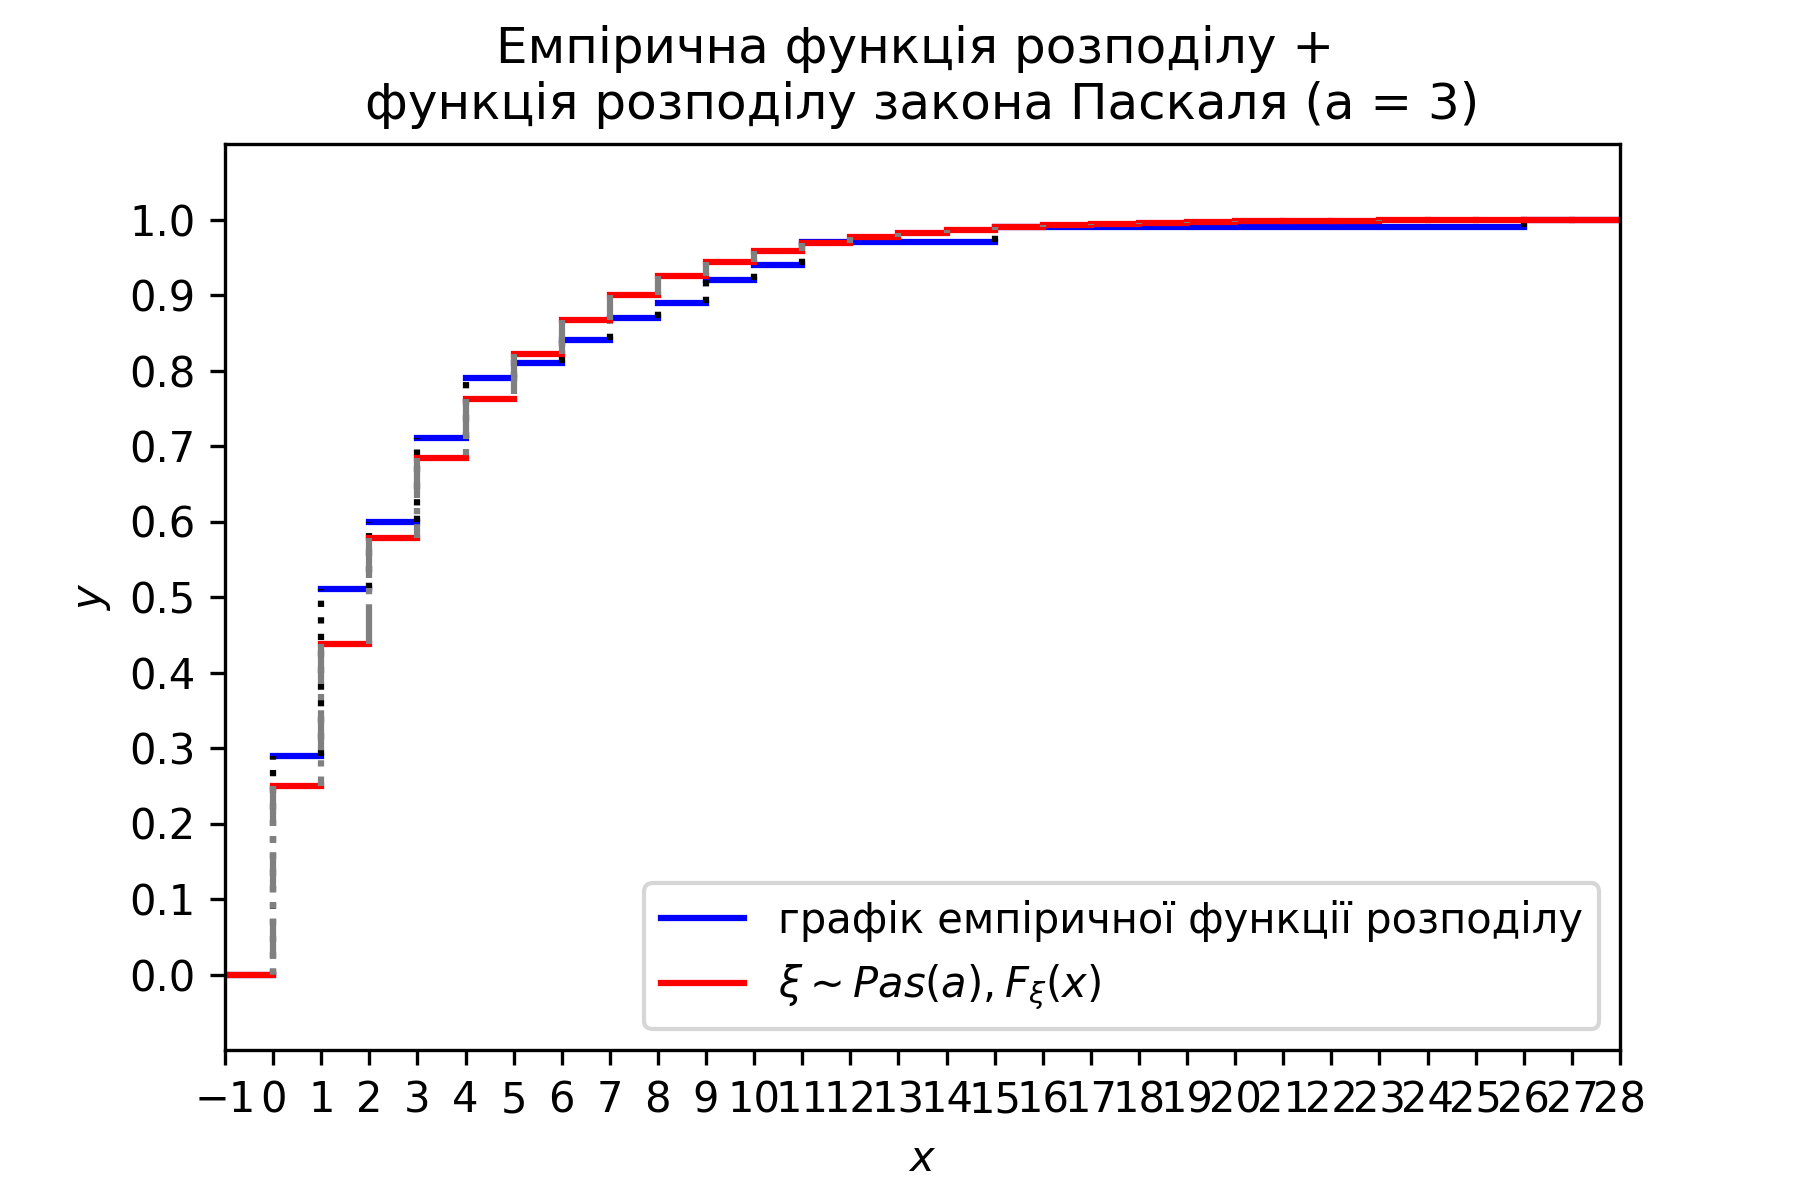 Емпірична функція розподілу +
функція розподілу закона Паскаля (a = 3)
1.0
0.9
0.8
0.7
0.6
0.5
0.4
0.3
0.2
0.1
0.0
y
графік емпіричної функції розподілу
ξ ~ Pas(a), F_ξ(x)
−1 0 1 2 3 4 5 6 7 8 9 10 11 12 13 14 15 16 17 18 19 20 21 22 23 24 25 26 27 28
x